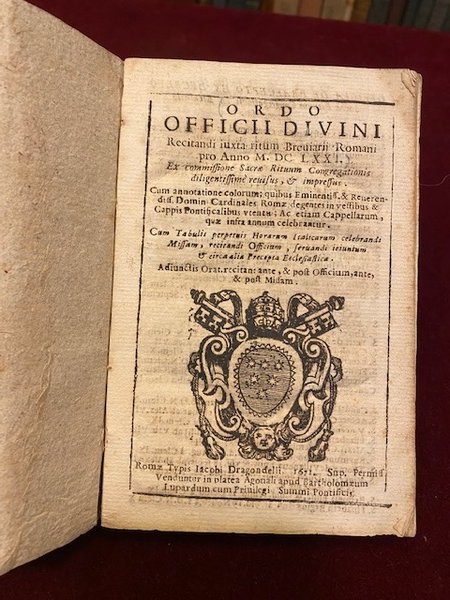 ORDO
OFFICII DIVINI
Recitandi iuxta ritum Breuiarii Romani
pro Anno M. DC LXXI.
Ex commissione Sacræ Rituum Congregationis
diligentissimè reuisus, & impressus.
Cum annotatione colorum; quibus Eminentiss. & Reueren-
diss. Domin Cardinales Romæ degentes in vestibus &
Cappis Pontificalibus vtentur; Ac etiam Cappellarum,
quæ infra annum celebrantur.
Cum Tabulis perpetuis Horarum Italicarum celebrandi
Missam, recitandi Officium, seruandi ieiunium
& circa alia Precepta Ecclesiastica.
Adiunctis Orat. recitan: ante, & post Officium, ante,
& post Missam.
Romæ Typis Iacobi Dragondelli. 1671. Sup. Permiss.
Venduntur in platea Agonali apud Bartholomæum
Lupardum cum Priuilegi Summi Pontificis